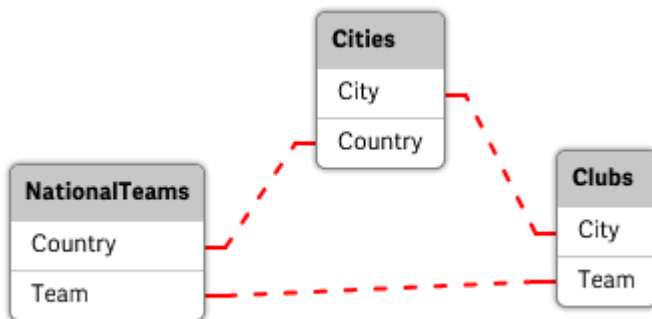 Cities
City
Country
NationalTeams
Country
Team
Clubs
City
Team